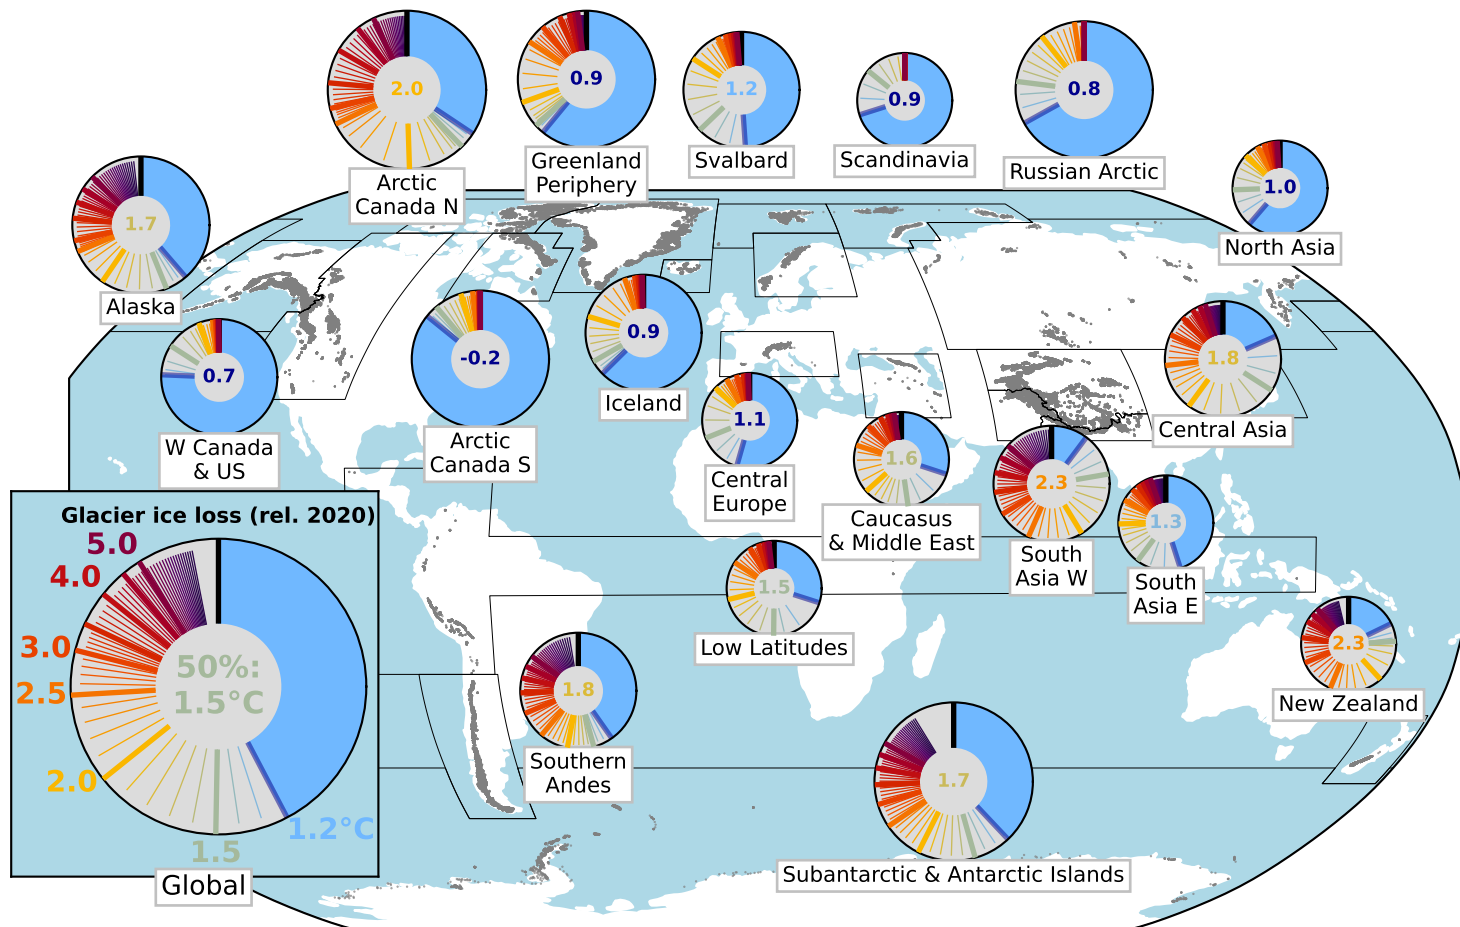 2.0
0.9
1.2
0.9
0.8
Arctic
Canada N
Greenland
Periphery
Svalbard
Scandinavia
Russian Arctic
1.0
North Asia
1.7
Alaska
0.7
W Canada
& US
-0.2
Arctic
Canada S
0.9
Iceland
1.1
Central
Europe
1.6
Caucasus
& Middle East
1.8
Central Asia
2.3
South
Asia W
1.3
South
Asia E
1.5
Low Latitudes
1.8
Southern
Andes
2.3
New Zealand
1.7
Subantarctic & Antarctic Islands
Glacier ice loss (rel. 2020)
5.0
4.0
3.0
2.5
2.0
1.5
1.2°C
50%:
1.5°C
Global